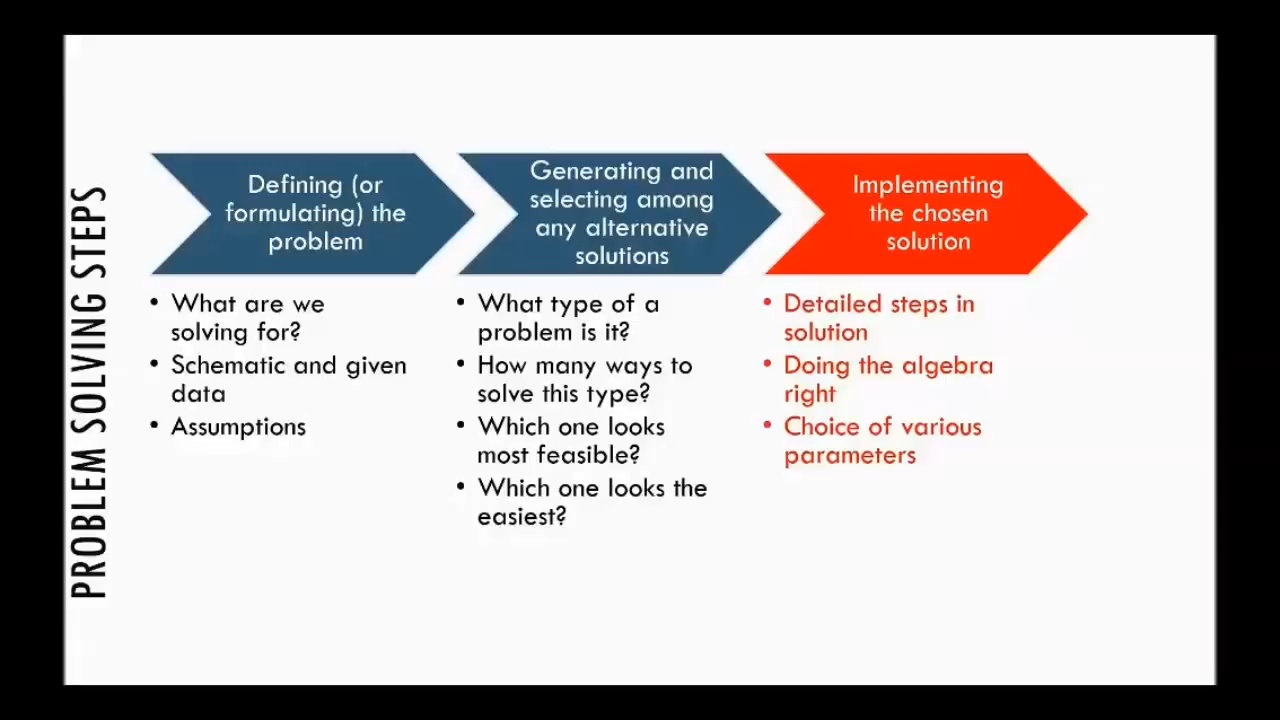 PROBLEM SOLVING STEPS
Defining (or
formulating) the
problem
• What are we
solving for?
• Schematic and given
data
• Assumptions
Generating and
selecting among
any alternative
solutions
• What type of a
problem is it?
• How many ways to
solve this type?
• Which one looks
most feasible?
• Which one looks the
easiest?
Implementing
the chosen
solution
• Detailed steps in
solution
• Doing the algebra
right
• Choice of various
parameters